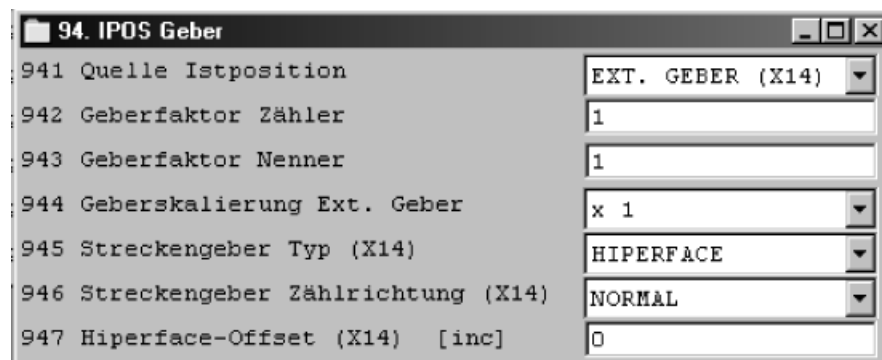 94. IPOS Geber
941 Quelle Istposition EXT. GEBER (X14)
942 Geberfaktor Zähler 1
943 Geberfaktor Nenner 1
944 Geberskalierung Ext. Geber x 1
945 Streckengeber Typ (X14) HIPERFACE
946 Streckengeber Zählrichtung (X14) NORMAL
947 Hiperface-Offset (X14) [inc] 0